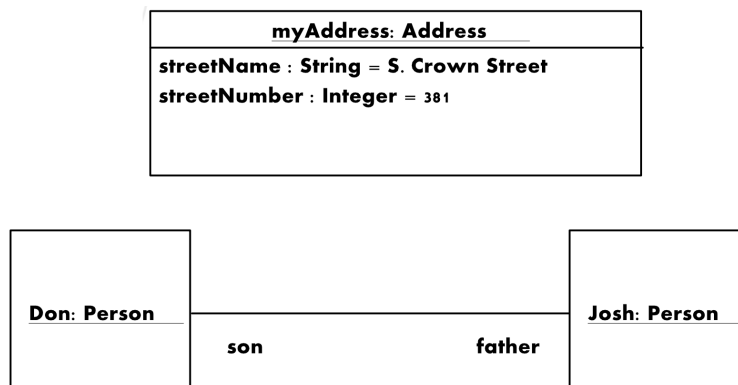 myAddress: Address
streetName : String = S. Crown Street
streetNumber : Integer = 381
Don: Person
Josh: Person
son
father